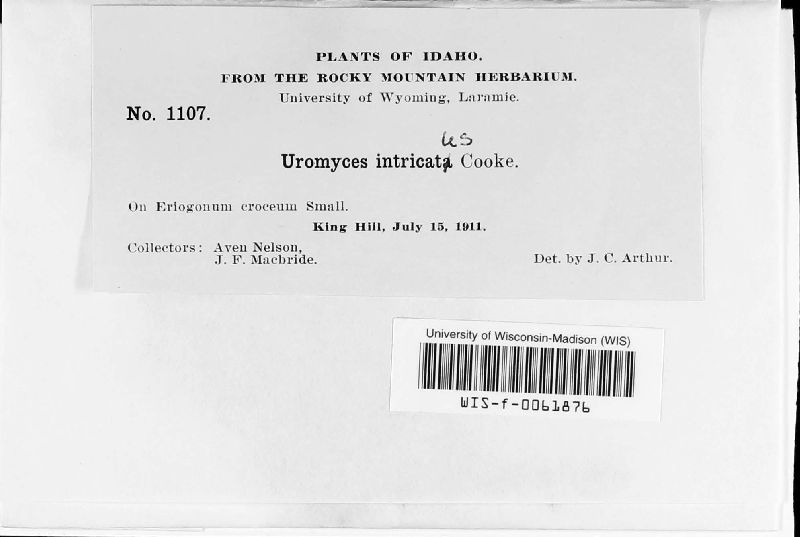 PLANTS OF IDAHO.
FROM THE ROCKY MOUNTAIN HERBARIUM.
University of Wyoming, Laramie.
No. 1107.
us
Uromyces intricata Cooke.
On Eriogonum croceum Small.
King Hill, July 15, 1911.
Collectors: Aven Nelson,
J. F. Macbride.
Det. by J. C. Arthur.
University of Wisconsin-Madison (WIS)
WIS-f-0061876